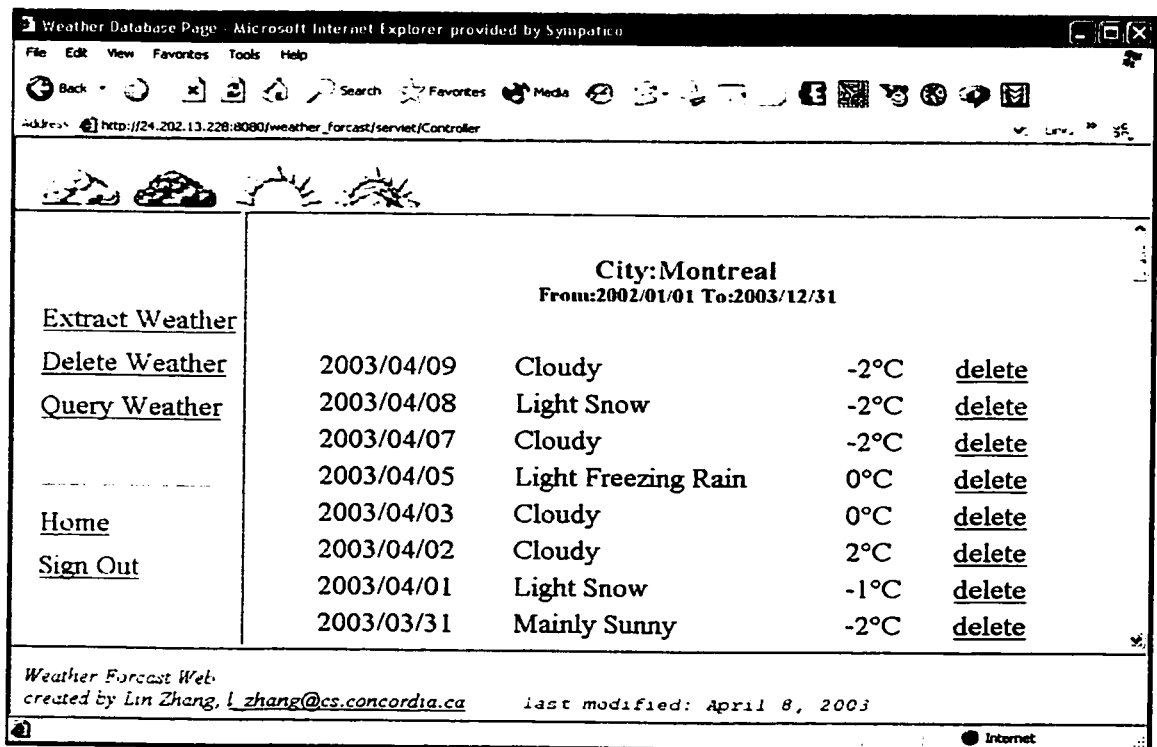 Weather Database Page - Microsoft Internet Explorer provided by Sympatico
File Edit View Favorites Tools Help
Back Search Favorites Media
Address http://24.202.13.228:8080/weather_forcast/servlet/Controller Links »
City:Montreal
From:2002/01/01 To:2003/12/31
Extract Weather
Delete Weather
Query Weather
Home
Sign Out
2003/04/09 Cloudy -2°C delete
2003/04/08 Light Snow -2°C delete
2003/04/07 Cloudy -2°C delete
2003/04/05 Light Freezing Rain 0°C delete
2003/04/03 Cloudy 0°C delete
2003/04/02 Cloudy 2°C delete
2003/04/01 Light Snow -1°C delete
2003/03/31 Mainly Sunny -2°C delete
Weather Forcast Web
created by Lin Zhang, l_zhang@cs.concordia.ca last modified: April 8, 2003
Internet